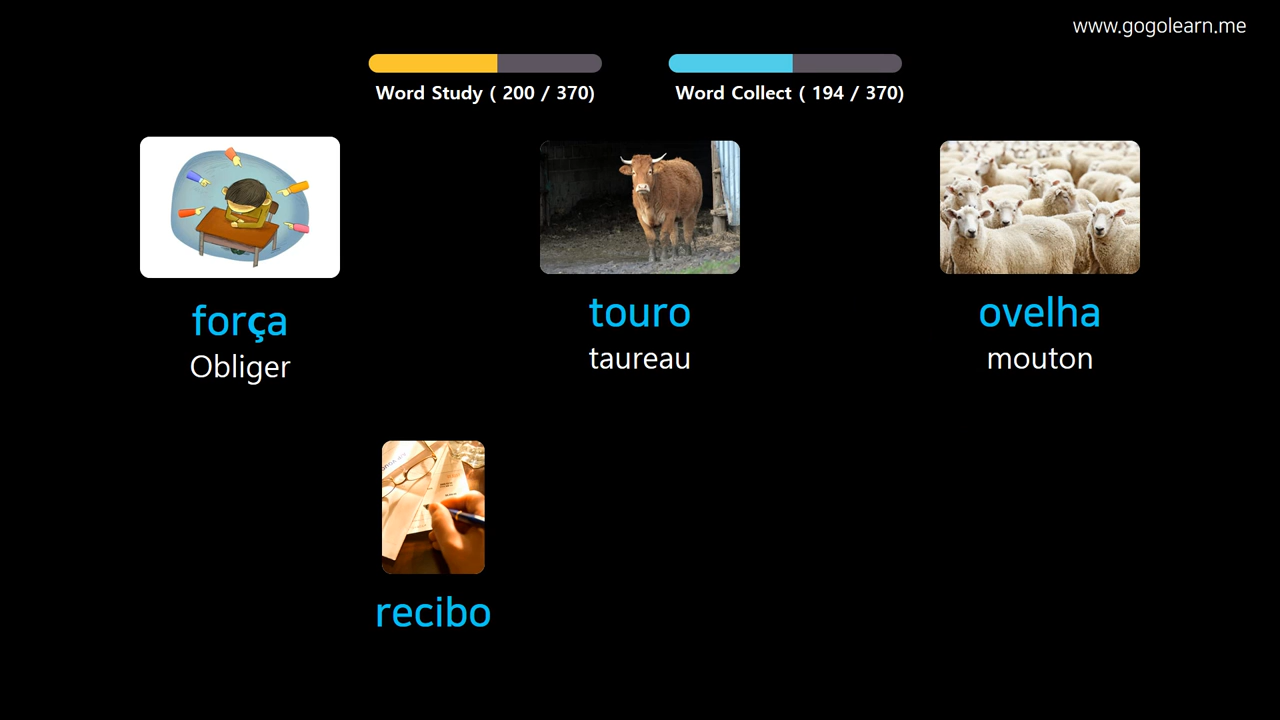 www.gogolearn.me
Word Study ( 200 / 370)
Word Collect ( 194 / 370)
força
Obliger
touro
taureau
ovelha
mouton
recibo